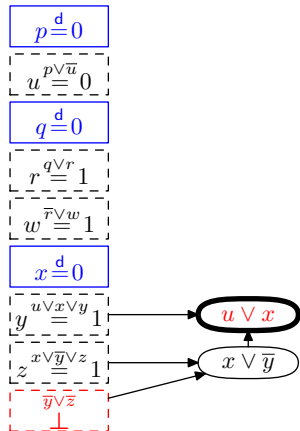 p =ᵈ 0
u =^{p∨u̅} 0
q =ᵈ 0
r =^{q∨r} 1
w =^{r̅∨w} 1
x =ᵈ 0
y =^{u∨x∨y} 1 u ∨ x
z =^{x∨y̅∨z} 1 x ∨ y̅
y̅∨z̅
⊥